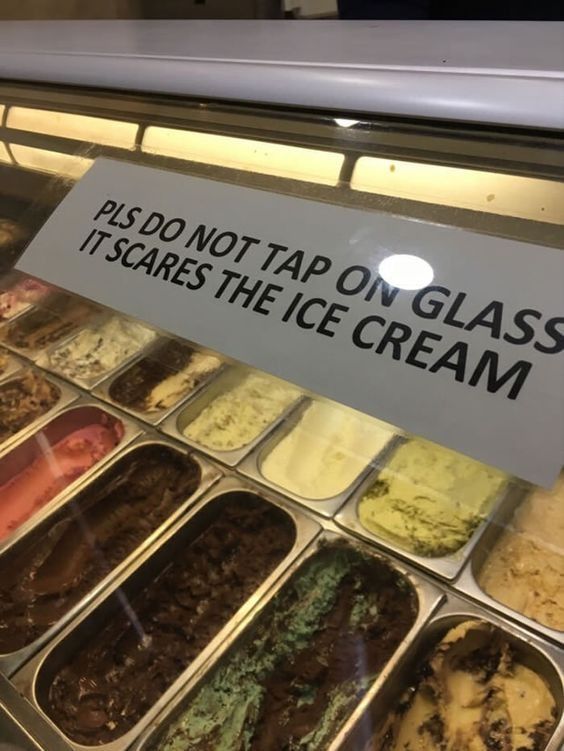 PLS DO NOT TAP ON GLASS
IT SCARES THE ICE CREAM